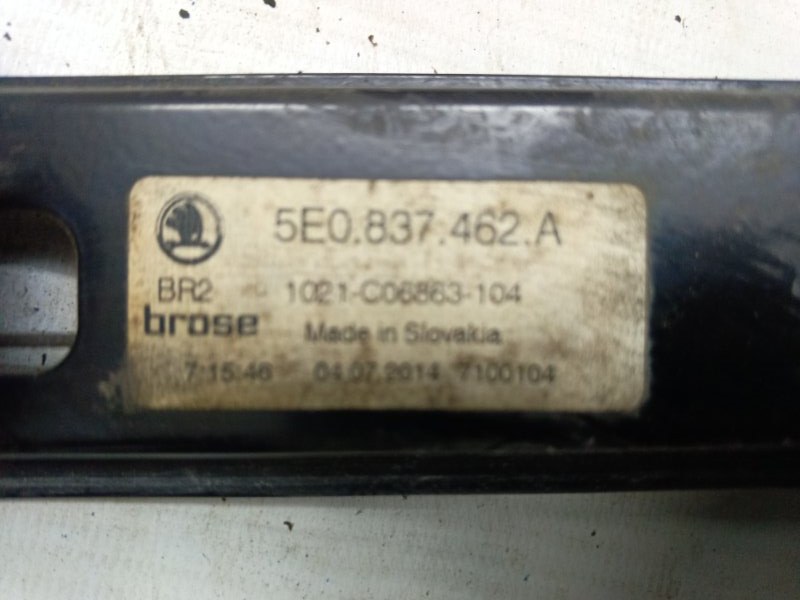 5E0.837.462.A
BR2 1021-C06863-104
brose Made in Slovakia
7:15:46 04.07.2014 7100104